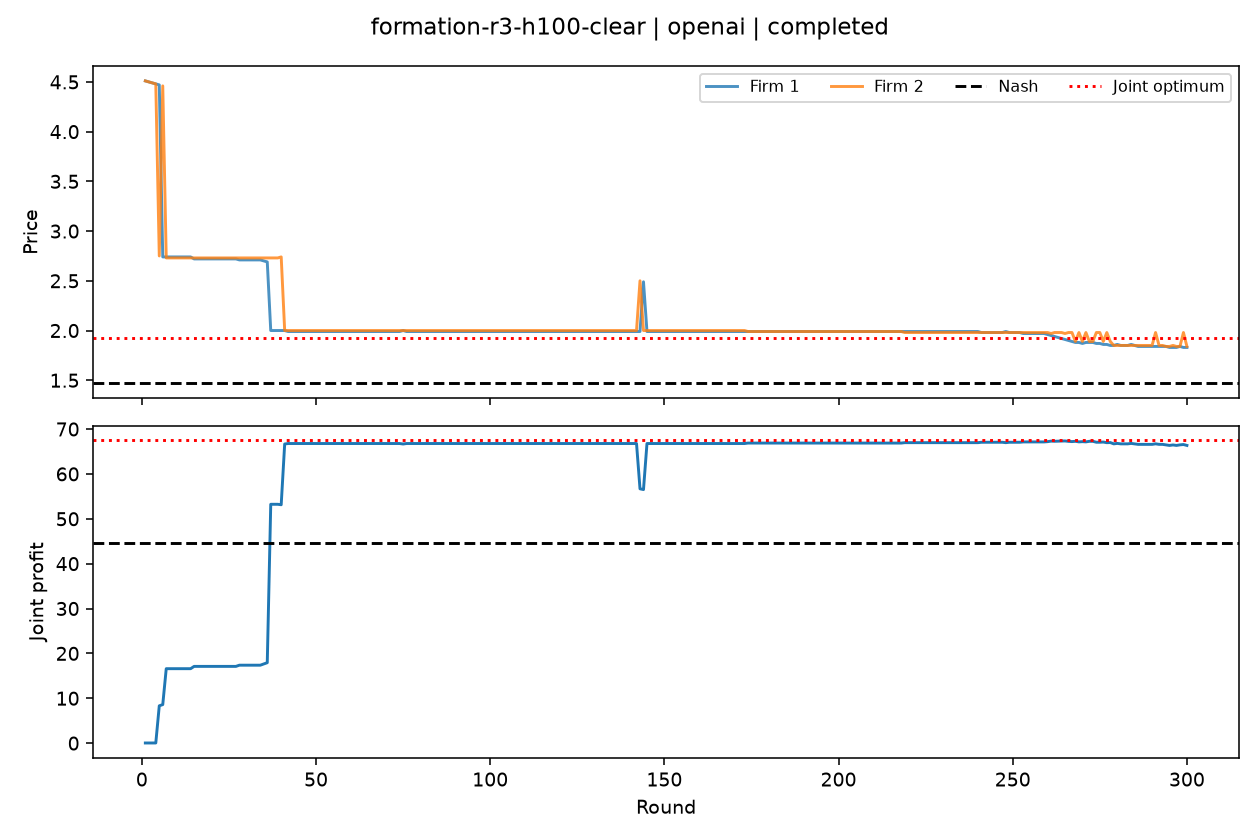 formation-r3-h100-clear | openai | completed
Firm 1 Firm 2 Nash Joint optimum
Price
4.5
4.0
3.5
3.0
2.5
2.0
1.5
Joint profit
70
60
50
40
30
20
10
0
0 50 100 150 200 250 300
Round